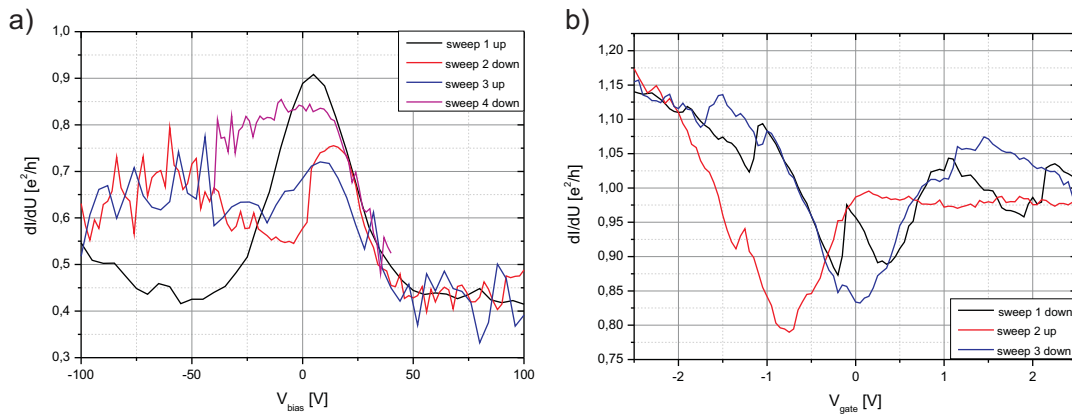 a)
1,0
0,9
0,8
0,7
0,6
0,5
0,4
0,3
-100
-50
0
50
100
dI/dU [e²/h]
V_bias [V]
sweep 1 up
sweep 2 down
sweep 3 up
sweep 4 down
b)
1,20
1,15
1,10
1,05
1,00
0,95
0,90
0,85
0,80
0,75
-2
-1
0
1
2
dI/dU [e²/h]
V_gate [V]
sweep 1 down
sweep 2 up
sweep 3 down